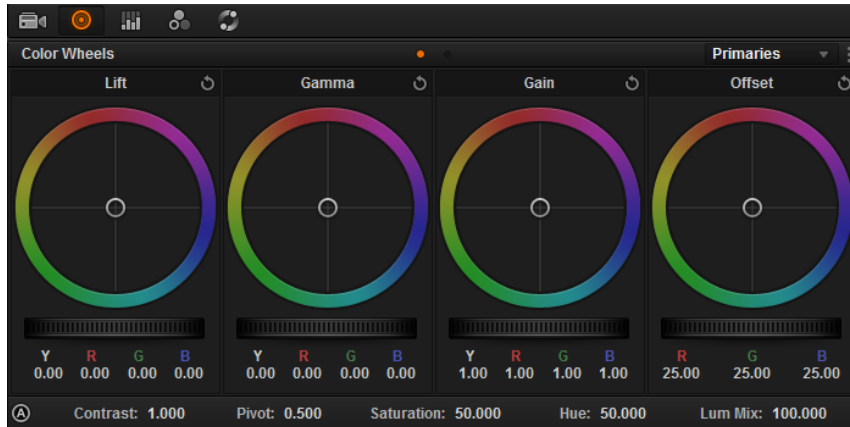 Color Wheels Primaries
Lift Gamma Gain Offset
Y R G B Y R G B Y R G B R G B
0.00 0.00 0.00 0.00 0.00 0.00 0.00 0.00 1.00 1.00 1.00 1.00 25.00 25.00 25.00
A Contrast: 1.000 Pivot: 0.500 Saturation: 50.000 Hue: 50.000 Lum Mix: 100.000